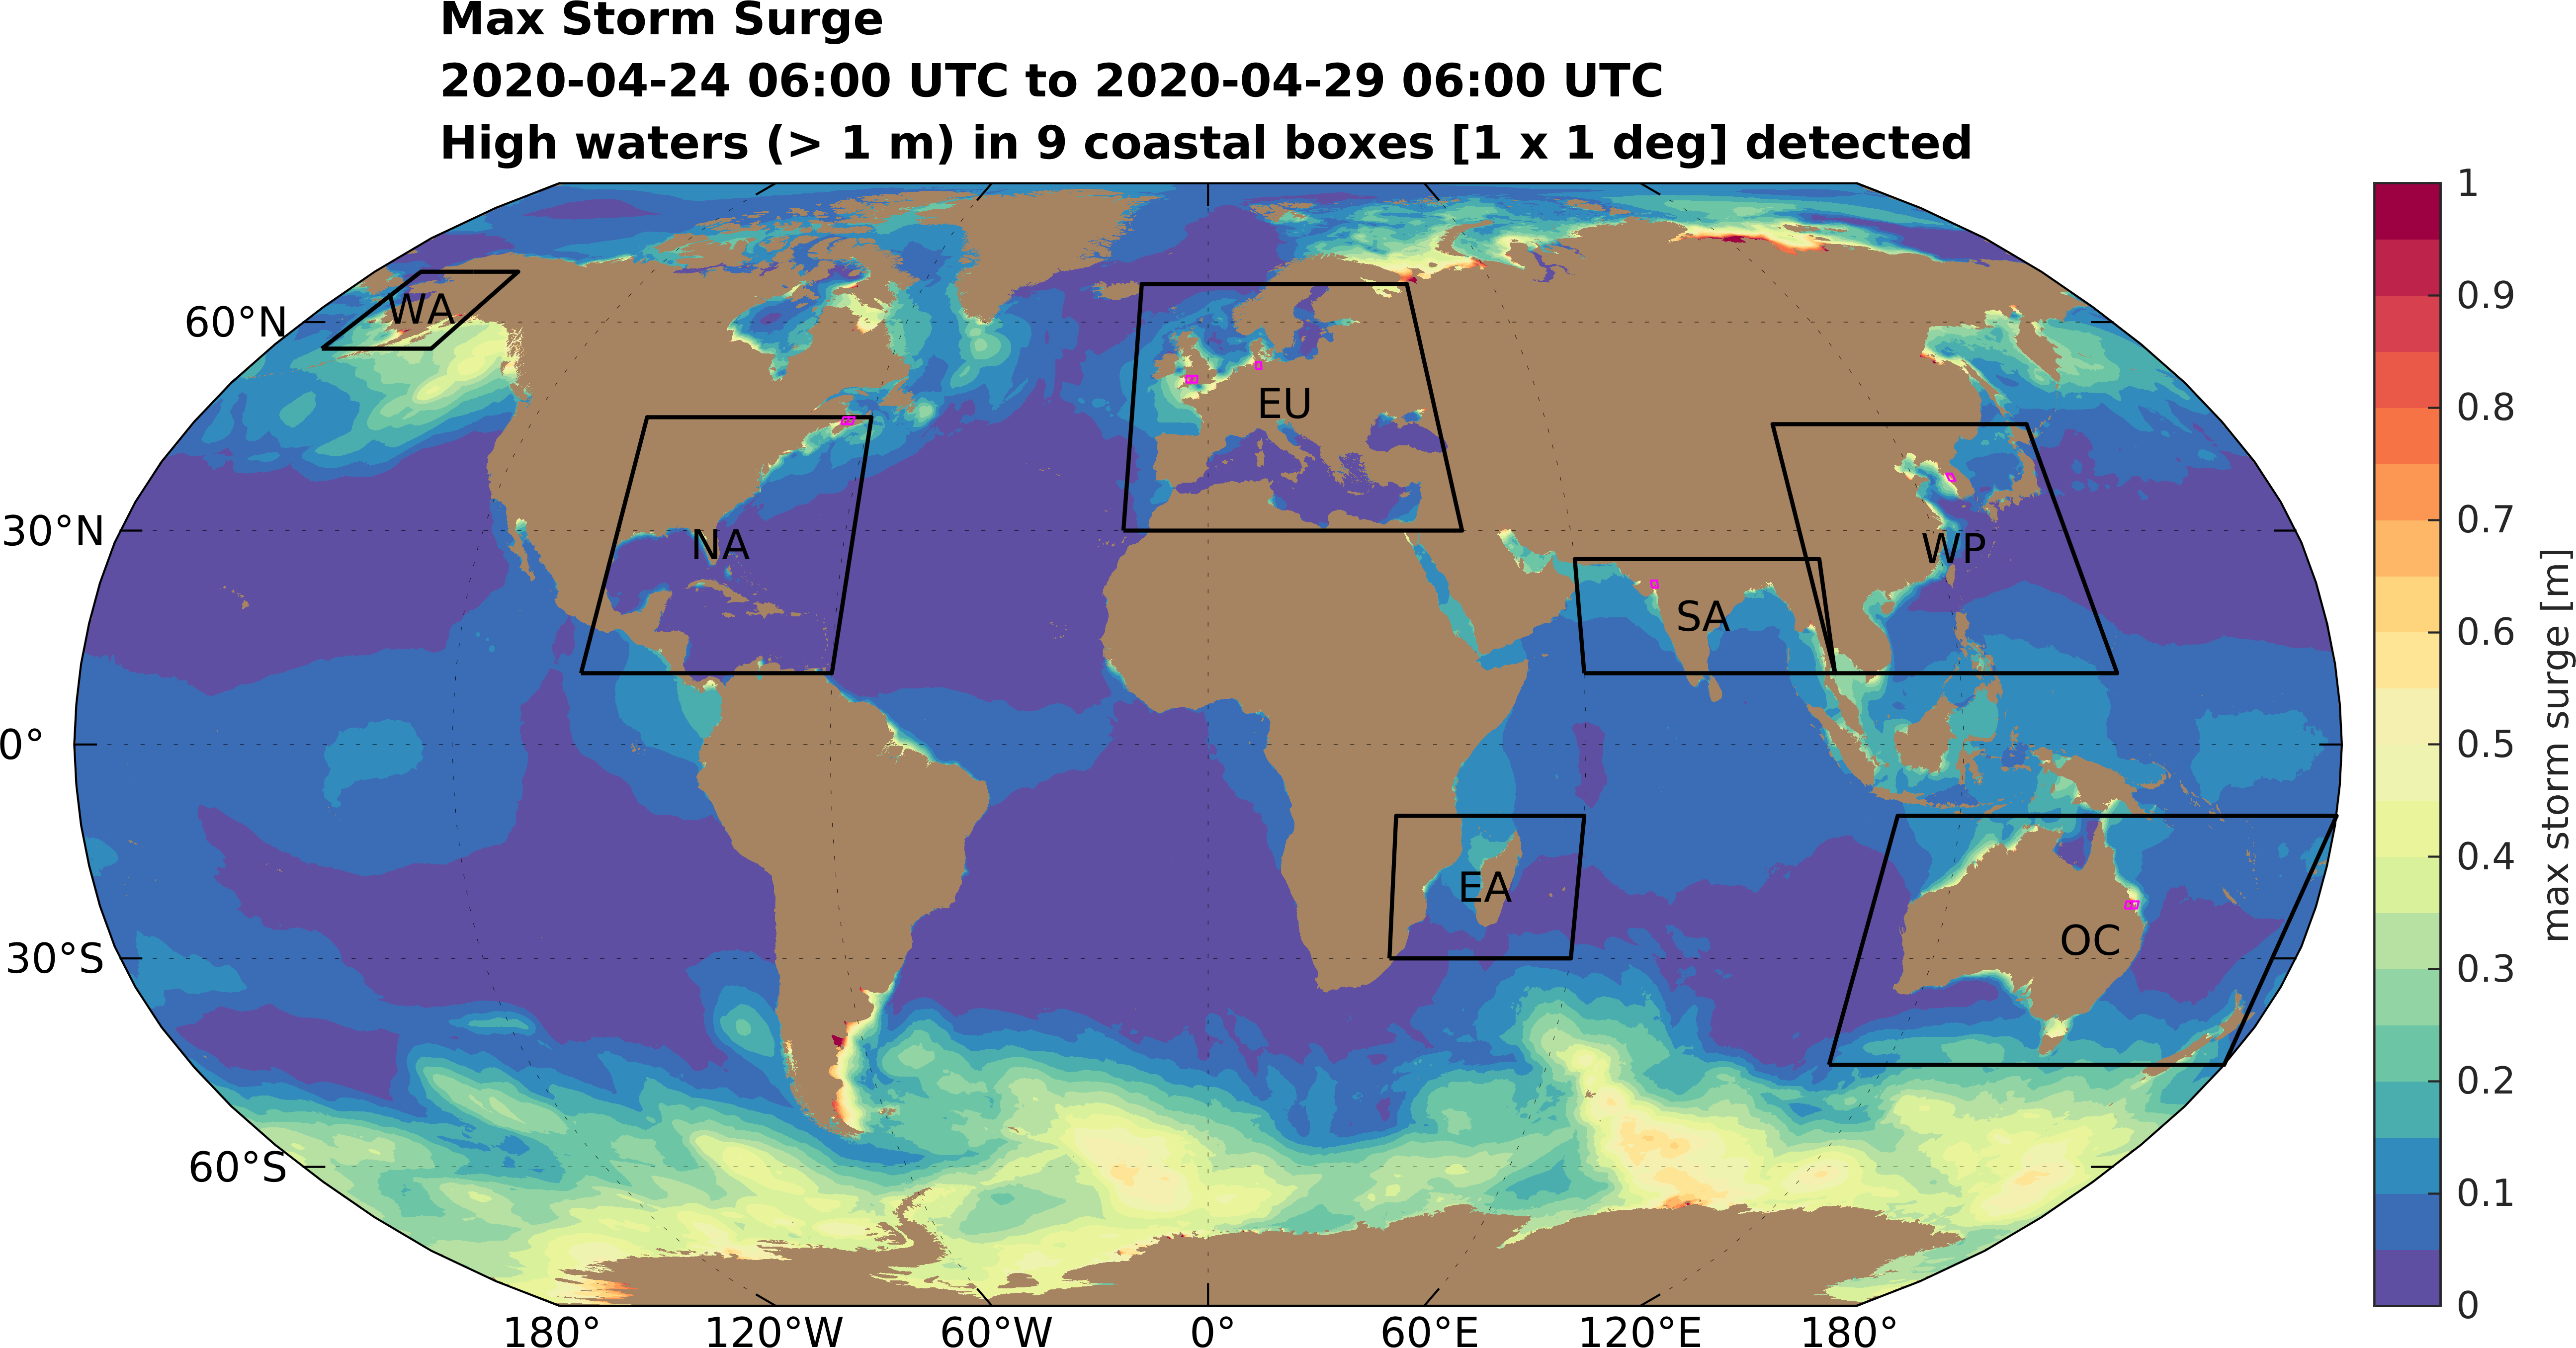 Max Storm Surge
2020-04-24 06:00 UTC to 2020-04-29 06:00 UTC
High waters (> 1 m) in 9 coastal boxes [1 x 1 deg] detected
60°N
30°N
0°
30°S
60°S
WA
NA
EU
SA
WP
EA
OC
180°
120°W
60°W
0°
60°E
120°E
180°
1
0.9
0.8
0.7
0.6
0.5
0.4
0.3
0.2
0.1
0
max storm surge [m]